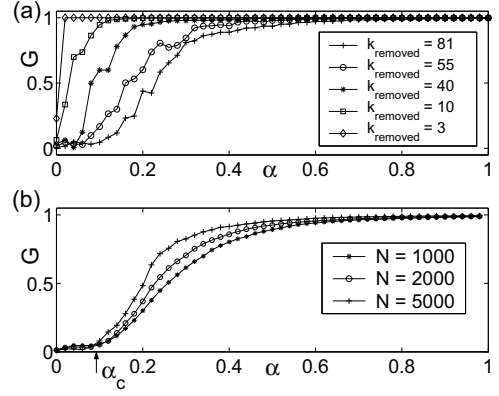 (a)
1
0.5
0
G
0 0.2 0.4 0.6 0.8 1
α
k_removed = 81
k_removed = 55
k_removed = 40
k_removed = 10
k_removed = 3
(b)
1
0.5
0
G
0 0.2 0.4 0.6 0.8 1
α_c
α
N = 1000
N = 2000
N = 5000